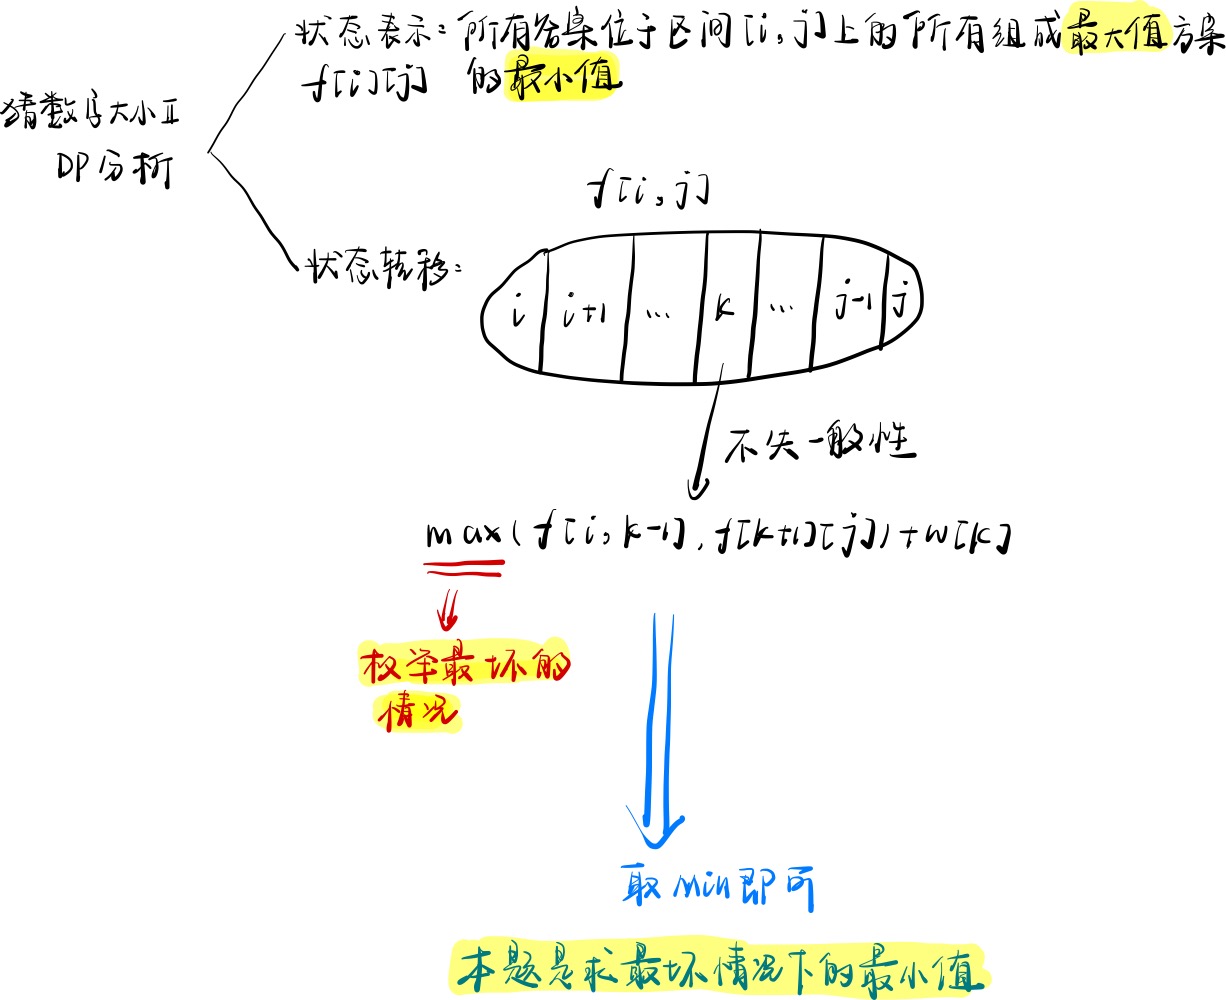 状态表示：所有答案位于区间[i,j]上的所有组成最大值方案
f[i][j] 的最小值
猜数字大小II
DP分析
f[i,j]
状态转移：
i i+1 ... k ... j-1 j
不失一般性
max(f[i,k-1],f[k+1][j])+w[k]
枚举最坏的
情况
取min即可
本题是求最坏情况下的最小值